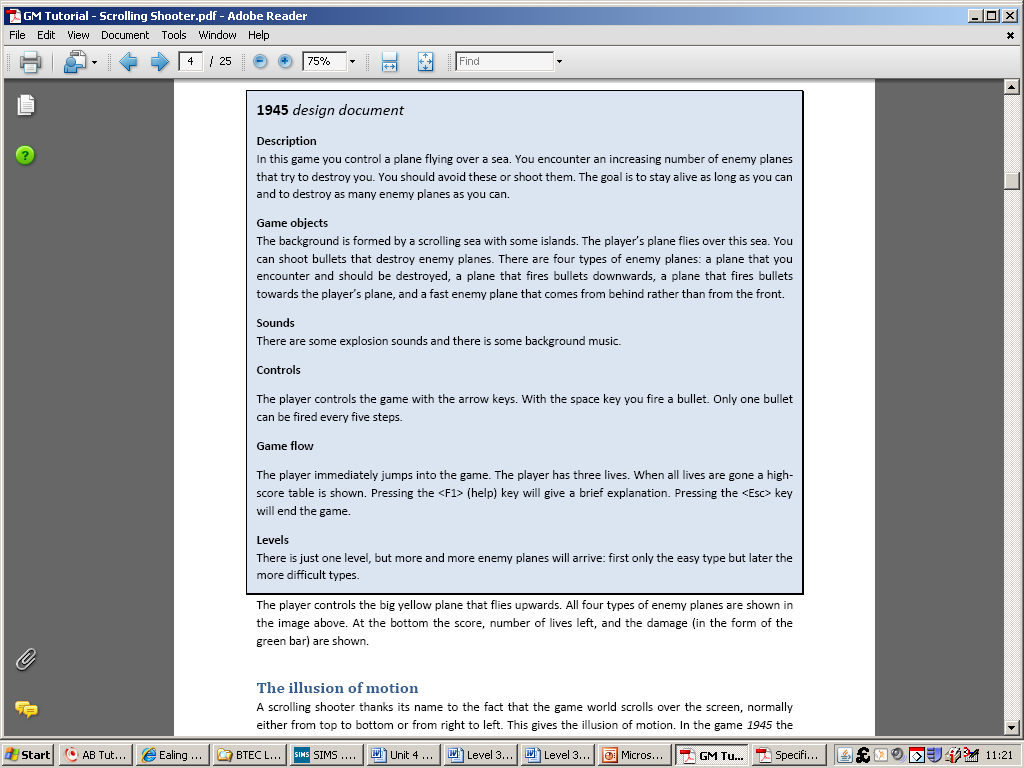 GM Tutorial - Scrolling Shooter.pdf - Adobe Reader
File Edit View Document Tools Window Help
4 / 25 75% Find
1945 design document
Description
In this game you control a plane flying over a sea. You encounter an increasing number of enemy planes
that try to destroy you. You should avoid these or shoot them. The goal is to stay alive as long as you can
and to destroy as many enemy planes as you can.
Game objects
The background is formed by a scrolling sea with some islands. The player's plane flies over this sea. You
can shoot bullets that destroy enemy planes. There are four types of enemy planes: a plane that you
encounter and should be destroyed, a plane that fires bullets downwards, a plane that fires bullets
towards the player's plane, and a fast enemy plane that comes from behind rather than from the front.
Sounds
There are some explosion sounds and there is some background music.
Controls
The player controls the game with the arrow keys. With the space key you fire a bullet. Only one bullet
can be fired every five steps.
Game flow
The player immediately jumps into the game. The player has three lives. When all lives are gone a high-
score table is shown. Pressing the <F1> (help) key will give a brief explanation. Pressing the <Esc> key
will end the game.
Levels
There is just one level, but more and more enemy planes will arrive: first only the easy type but later the
more difficult types.
The player controls the big yellow plane that flies upwards. All four types of enemy planes are shown in
the image above. At the bottom the score, number of lives left, and the damage (in the form of the
green bar) are shown.
The illusion of motion
A scrolling shooter thanks its name to the fact that the game world scrolls over the screen, normally
either from top to bottom or from right to left. This gives the illusion of motion. In the game 1945 the
Start AB Tut... Ealing ... BTEC L... SIMS .... Unit 4 ... Level 3... Level 3... Micros... GM Tu... Specifi... 11:21